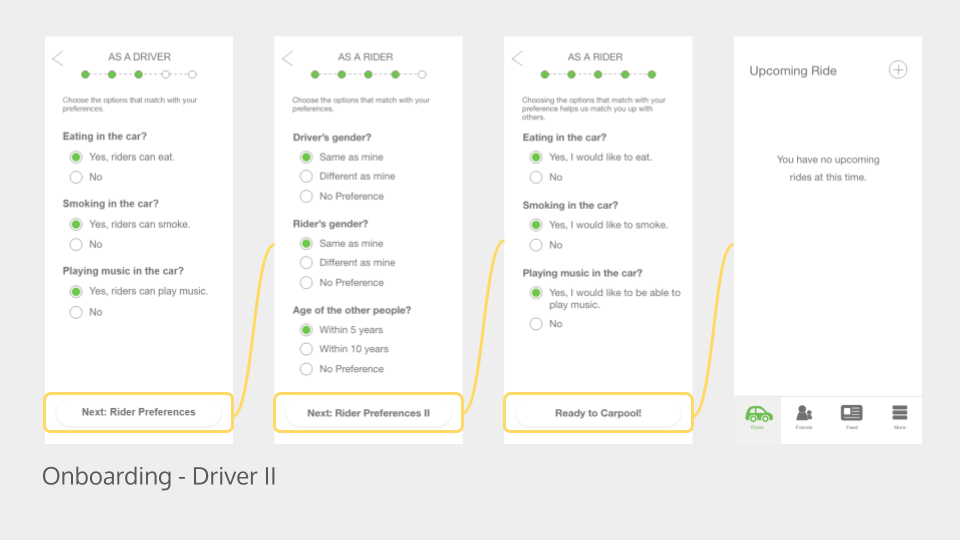 AS A DRIVER
Choose the options that match with your
preferences.
Eating in the car?
Yes, riders can eat.
No
Smoking in the car?
Yes, riders can smoke.
No
Playing music in the car?
Yes, riders can play music.
No
Next: Rider Preferences
AS A RIDER
Choose the options that match with your
preferences.
Driver's gender?
Same as mine
Different as mine
No Preference
Rider's gender?
Same as mine
Different as mine
No Preference
Age of the other people?
Within 5 years
Within 10 years
No Preference
Next: Rider Preferences II
AS A RIDER
Choosing the options that match with your
preference helps us match you up with
others.
Eating in the car?
Yes, I would like to eat.
No
Smoking in the car?
Yes, I would like to smoke.
No
Playing music in the car?
Yes, I would like to be able to
play music.
No
Ready to Carpool!
Upcoming Ride
You have no upcoming
rides at this time.
Rides
Friends
Feed
More
Onboarding - Driver II